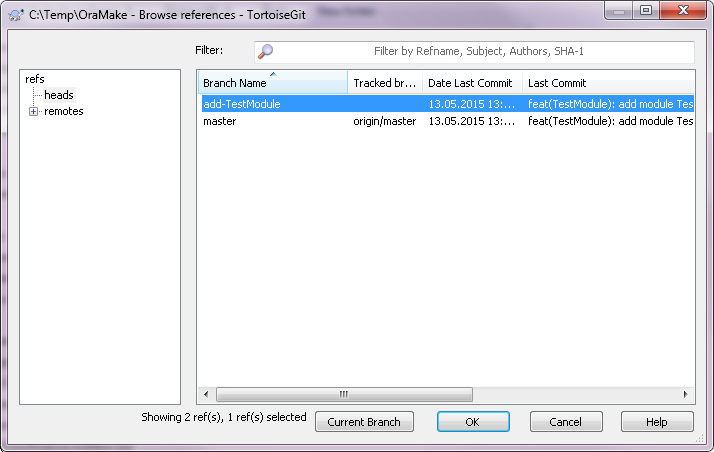 C:\Temp\OraMake - Browse references - TortoiseGit
Filter:
Filter by Refname, Subject, Authors, SHA-1
refs
heads
remotes
Branch Name Tracked br... Date Last Commit Last Commit
add-TestModule 13.05.2015 13:... feat(TestModule): add module Tes
master origin/master 13.05.2015 13:... feat(TestModule): add module Tes
Showing 2 ref(s), 1 ref(s) selected
Current Branch
OK
Cancel
Help